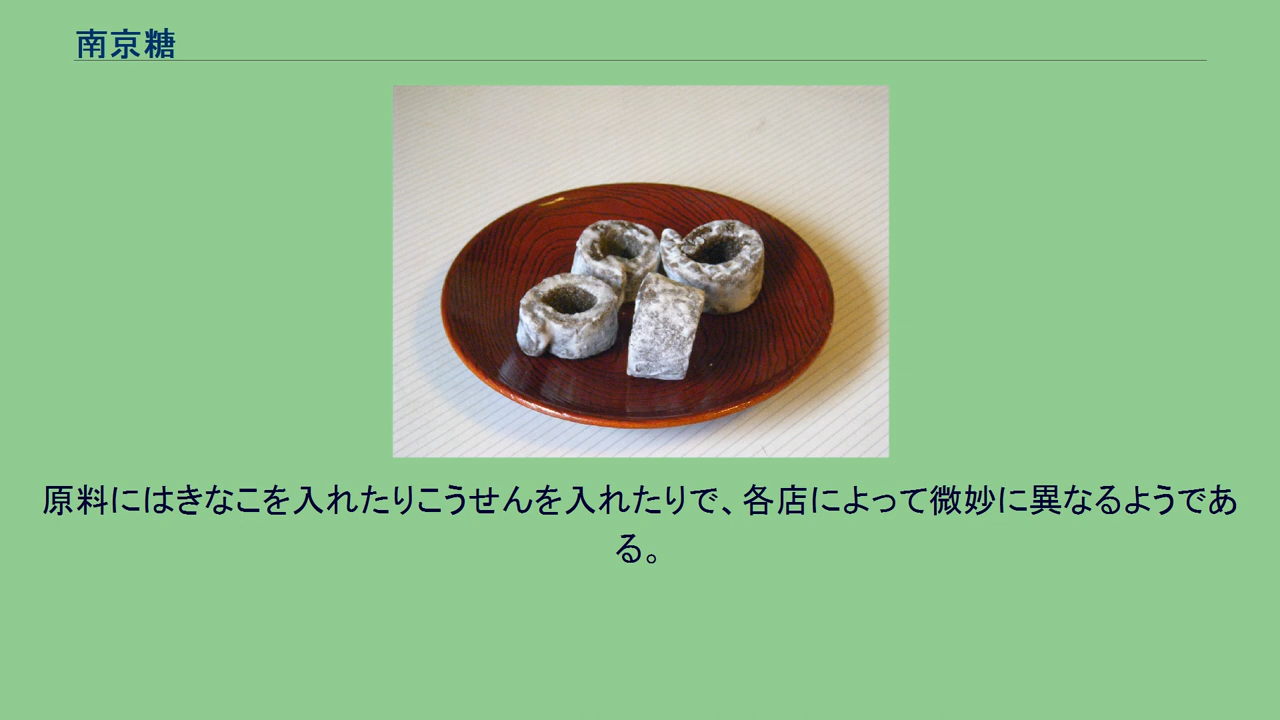 南京糖
原料にはきなこを入れたりこうせんを入れたりで、各店によって微妙に異なるようであ
る。